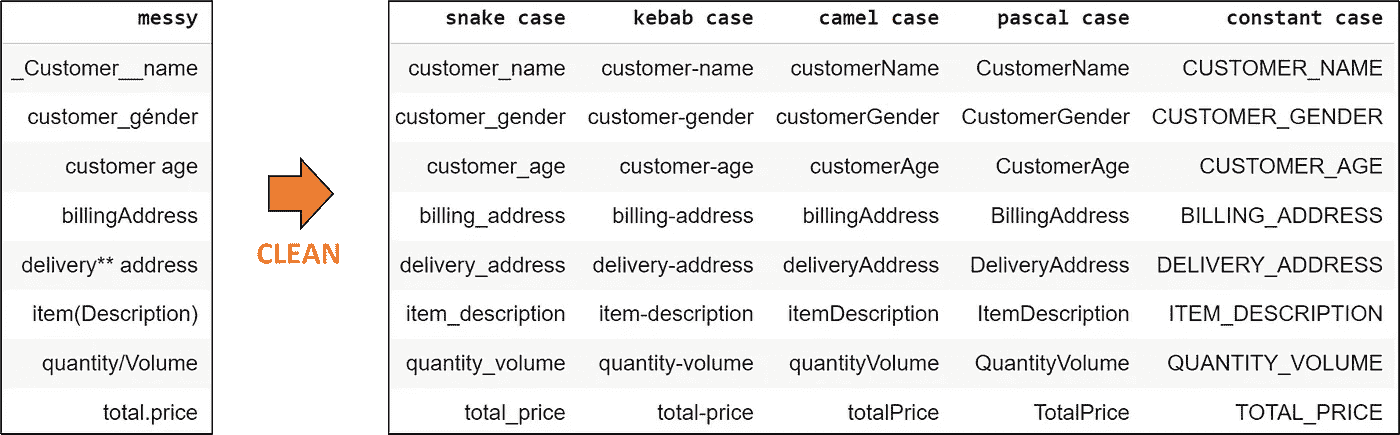 messy snake case kebab case camel case pascal case constant case
_Customer__name customer_name customer-name customerName CustomerName CUSTOMER_NAME
customer_génder customer_gender customer-gender customerGender CustomerGender CUSTOMER_GENDER
customer age customer_age customer-age customerAge CustomerAge CUSTOMER_AGE
billingAddress billing_address billing-address billingAddress BillingAddress BILLING_ADDRESS
CLEAN
delivery** address delivery_address delivery-address deliveryAddress DeliveryAddress DELIVERY_ADDRESS
item(Description) item_description item-description itemDescription ItemDescription ITEM_DESCRIPTION
quantity/Volume quantity_volume quantity-volume quantityVolume QuantityVolume QUANTITY_VOLUME
total.price total_price total-price totalPrice TotalPrice TOTAL_PRICE